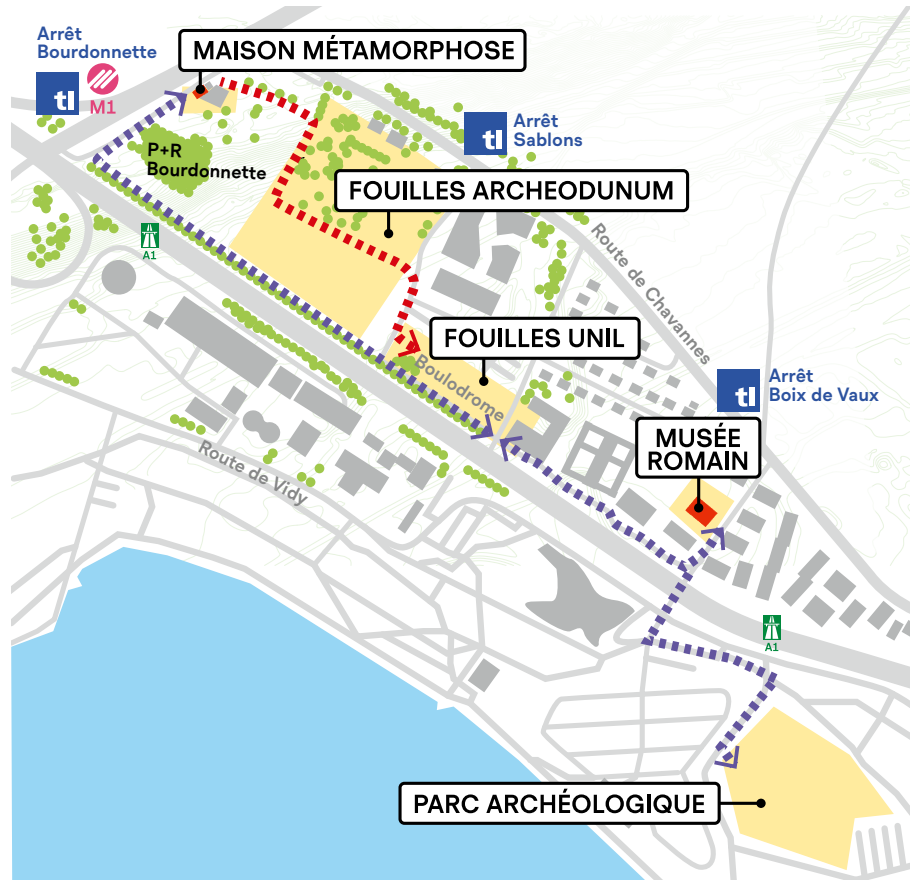 Arrêt
Bourdonnette
tl
M1
MAISON MÉTAMORPHOSE
P+R
Bourdonnette
tl
Arrêt
Sablons
FOUILLES ARCHEODUNUM
A1
Route de Chavannes
FOUILLES UNIL
Boulodrome
tl
Arrêt
Boix de Vaux
MUSÉE
ROMAIN
Route de Vidy
A1
PARC ARCHÉOLOGIQUE